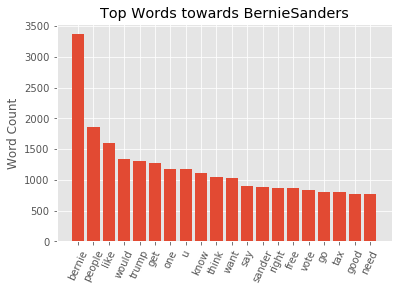 Top Words towards BernieSanders
Word Count
3500
3000
2500
2000
1500
1000
500
0
bernie
people
like
would
trump
get
one
u
know
think
want
say
sander
right
free
vote
go
tax
good
need